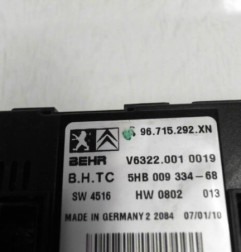 96.715.292.XN
BEHR V6322.001 0019
B.H.TC 5HB 009 334-68
SW 4516 HW 0802 013
MADE IN GERMANY 2 2084 07/01/10